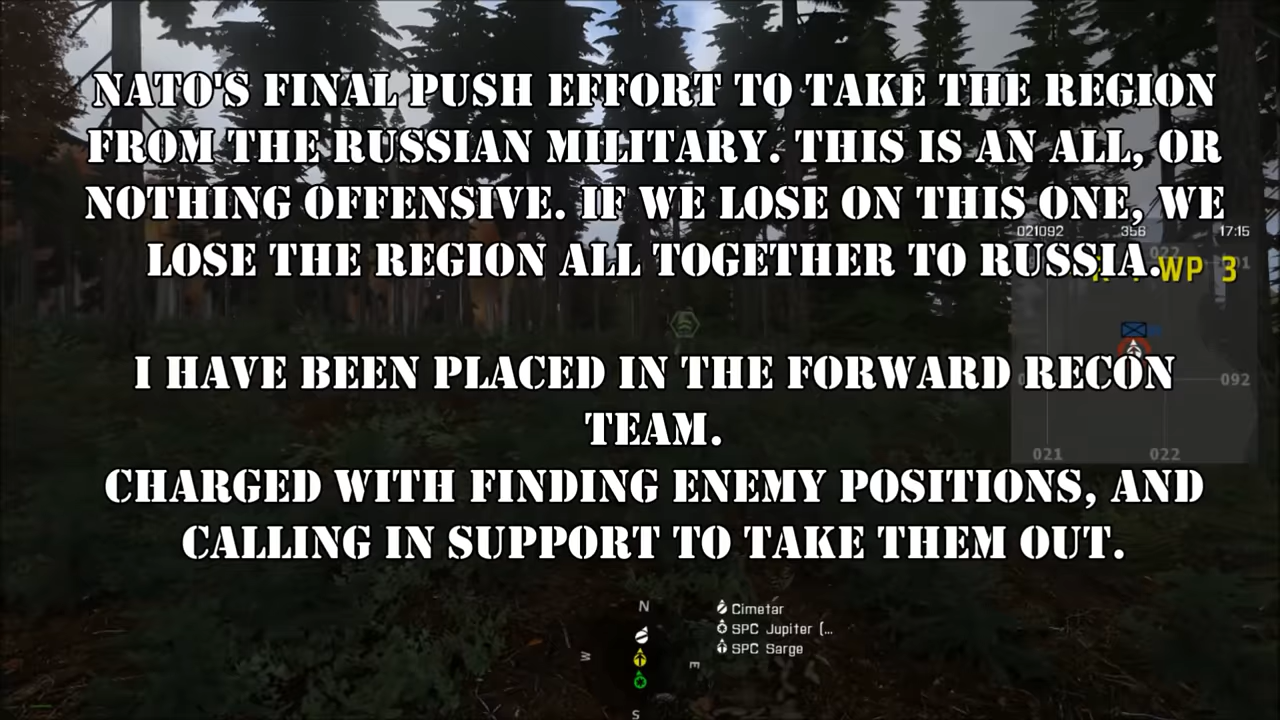 NATO'S FINAL PUSH EFFORT TO TAKE THE REGION
FROM THE RUSSIAN MILITARY. THIS IS AN ALL, OR
NOTHING OFFENSIVE. IF WE LOSE ON THIS ONE, WE
LOSE THE REGION ALL TOGETHER TO RUSSIA.
021092 356 17:15
022
WP 3
092
021 022
I HAVE BEEN PLACED IN THE FORWARD RECON
TEAM.
CHARGED WITH FINDING ENEMY POSITIONS, AND
CALLING IN SUPPORT TO TAKE THEM OUT.
N
W E
S
Cimetar
SPC Jupiter (...
SPC Sarge